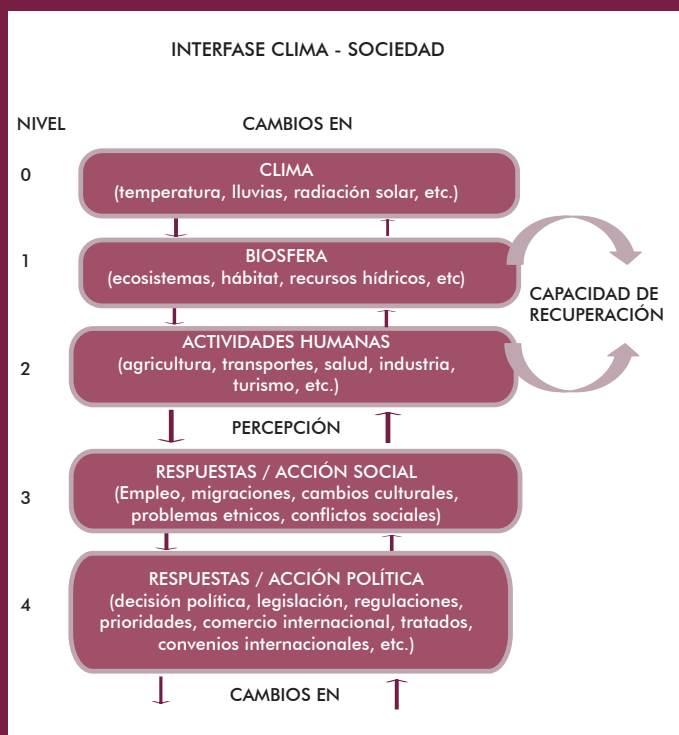 INTERFASE CLIMA - SOCIEDAD
NIVEL
CAMBIOS EN
0
CLIMA
(temperatura, lluvias, radiación solar, etc.)
1
BIOSFERA
(ecosistemas, hábitat, recursos hídricos, etc)
CAPACIDAD DE
RECUPERACIÓN
2
ACTIVIDADES HUMANAS
(agricultura, transportes, salud, industria,
turismo, etc.)
PERCEPCIÓN
3
RESPUESTAS / ACCIÓN SOCIAL
(Empleo, migraciones, cambios culturales,
problemas etnicos, conflictos sociales)
4
RESPUESTAS / ACCIÓN POLÍTICA
(decisión política, legislación, regulaciones,
prioridades, comercio internacional, tratados,
convenios internacionales, etc.)
CAMBIOS EN